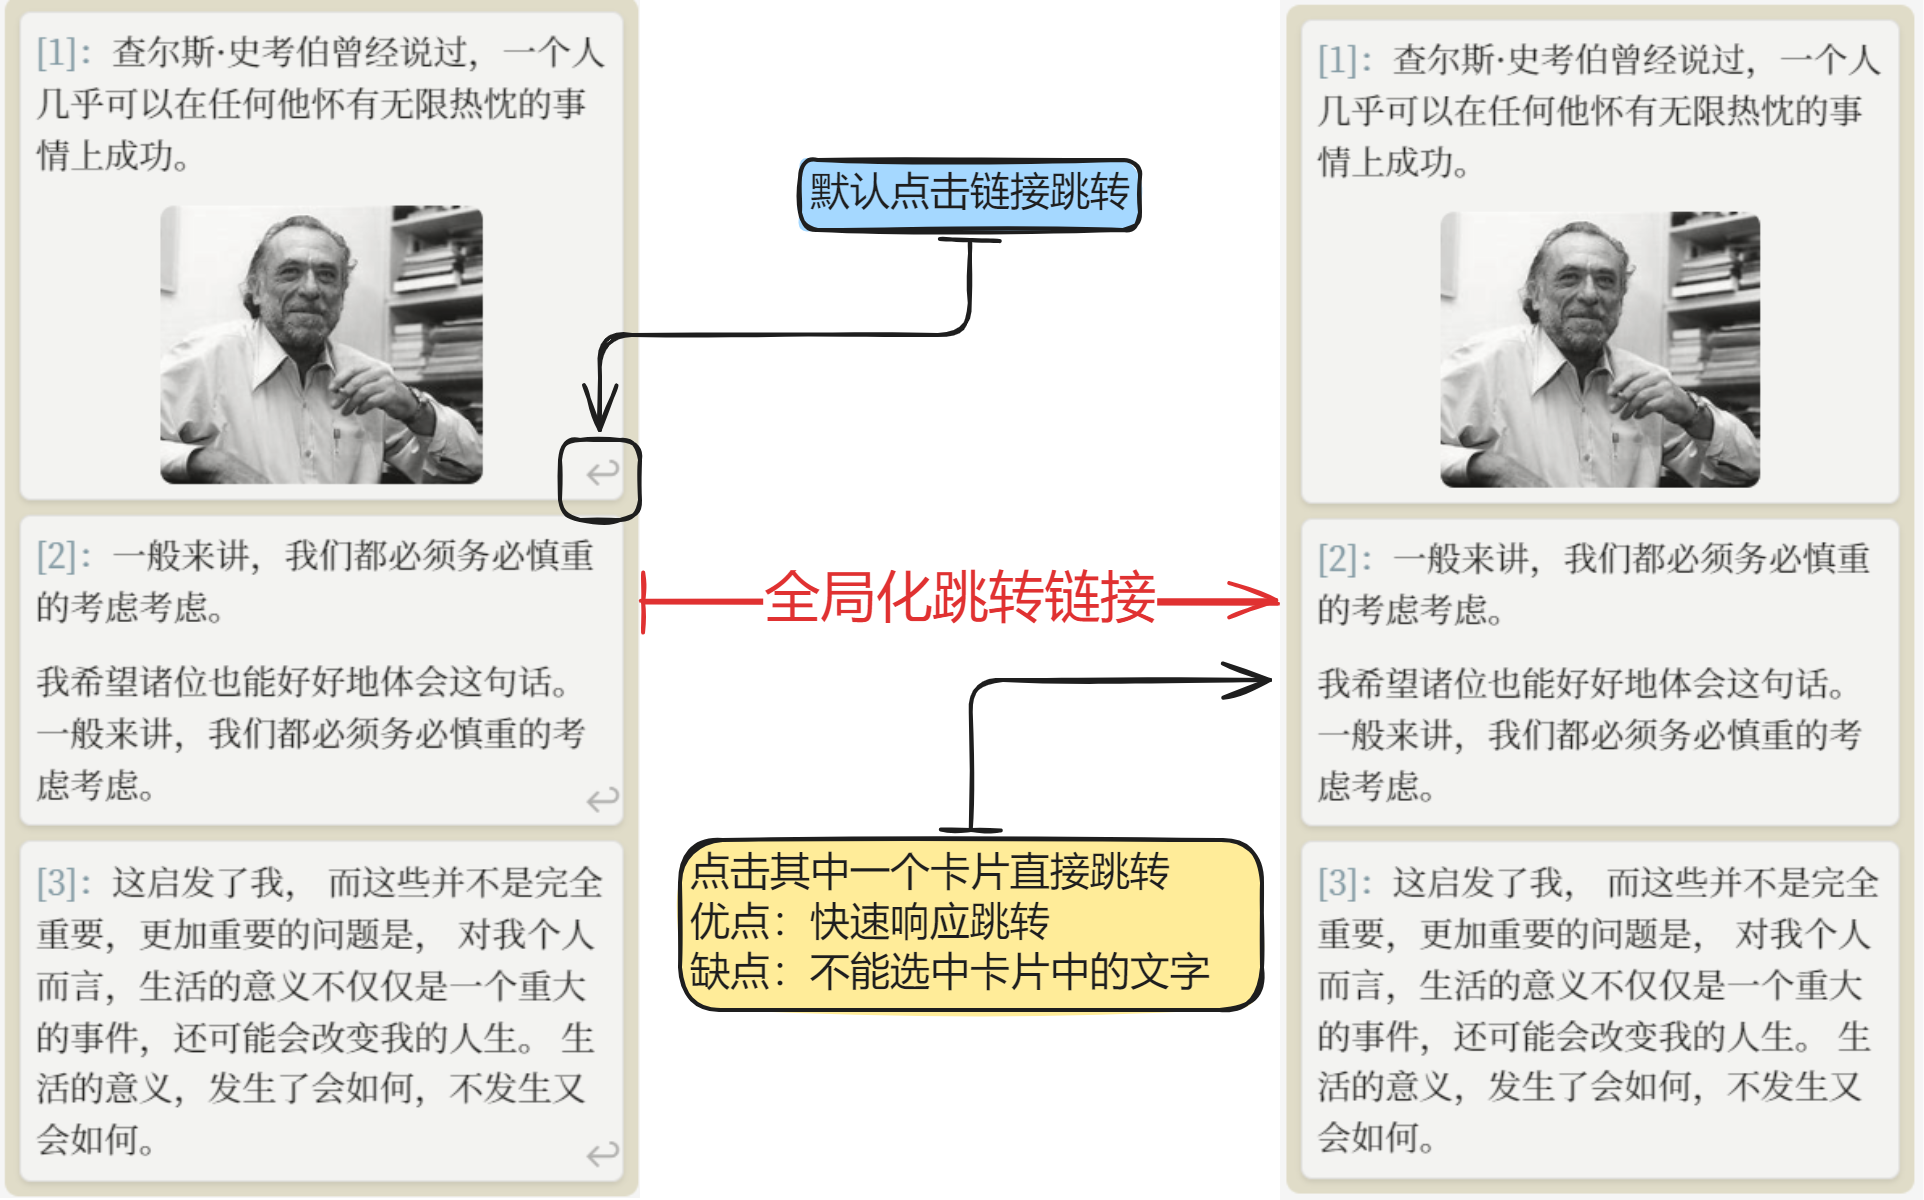 [1]：查尔斯·史考伯曾经说过，一个人
几乎可以在任何他怀有无限热忱的事
情上成功。
[2]：一般来讲，我们都必须务必慎重
的考虑考虑。
我希望诸位也能好好地体会这句话。
一般来讲，我们都必须务必慎重的考
虑考虑。
[3]：这启发了我， 而这些并不是完全
重要，更加重要的问题是， 对我个人
而言，生活的意义不仅仅是一个重大
的事件，还可能会改变我的人生。 生
活的意义，发生了会如何，不发生又
会如何。
默认点击链接跳转
全局化跳转链接
点击其中一个卡片直接跳转
优点：快速响应跳转
缺点：不能选中卡片中的文字
[1]：查尔斯·史考伯曾经说过，一个人
几乎可以在任何他怀有无限热忱的事
情上成功。
[2]：一般来讲，我们都必须务必慎重
的考虑考虑。
我希望诸位也能好好地体会这句话。
一般来讲，我们都必须务必慎重的考
虑考虑。
[3]：这启发了我， 而这些并不是完全
重要，更加重要的问题是， 对我个人
而言，生活的意义不仅仅是一个重大
的事件，还可能会改变我的人生。 生
活的意义，发生了会如何，不发生又
会如何。